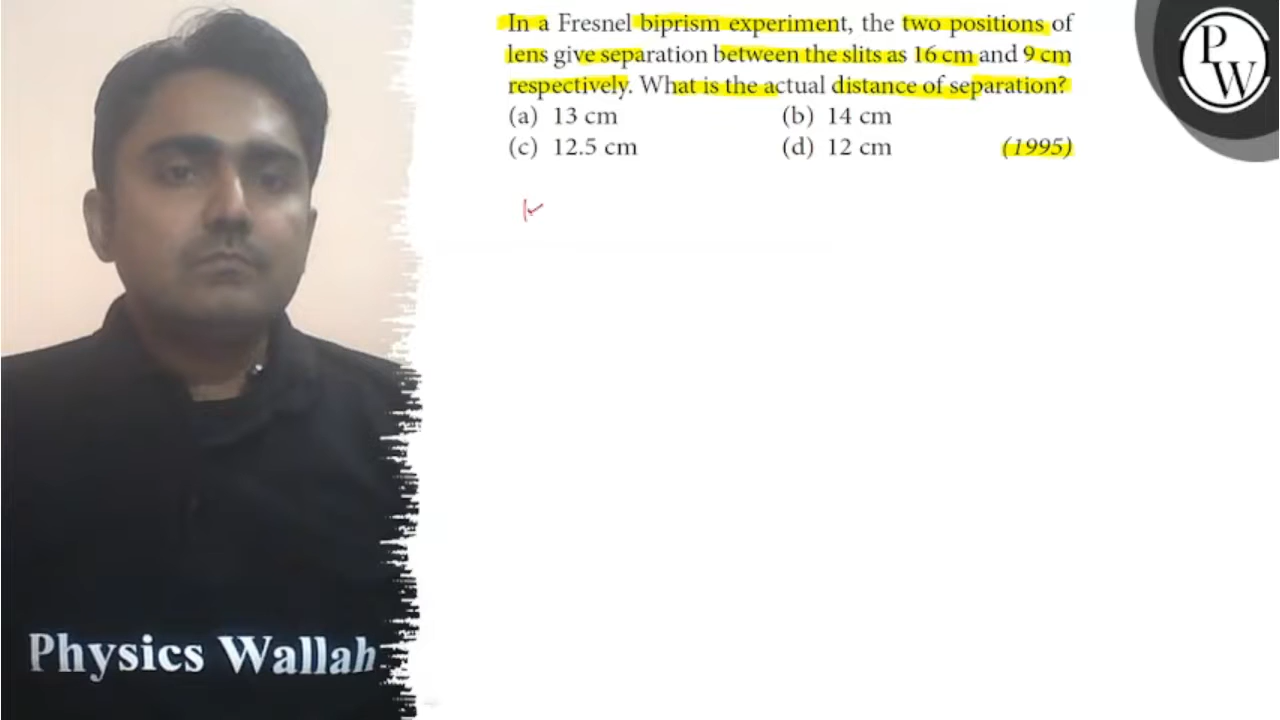 In a Fresnel biprism experiment, the two positions of
lens give separation between the slits as 16 cm and 9 cm
respectively. What is the actual distance of separation?
(a) 13 cm (b) 14 cm
(c) 12.5 cm (d) 12 cm (1995)
P
W
Physics Wallah